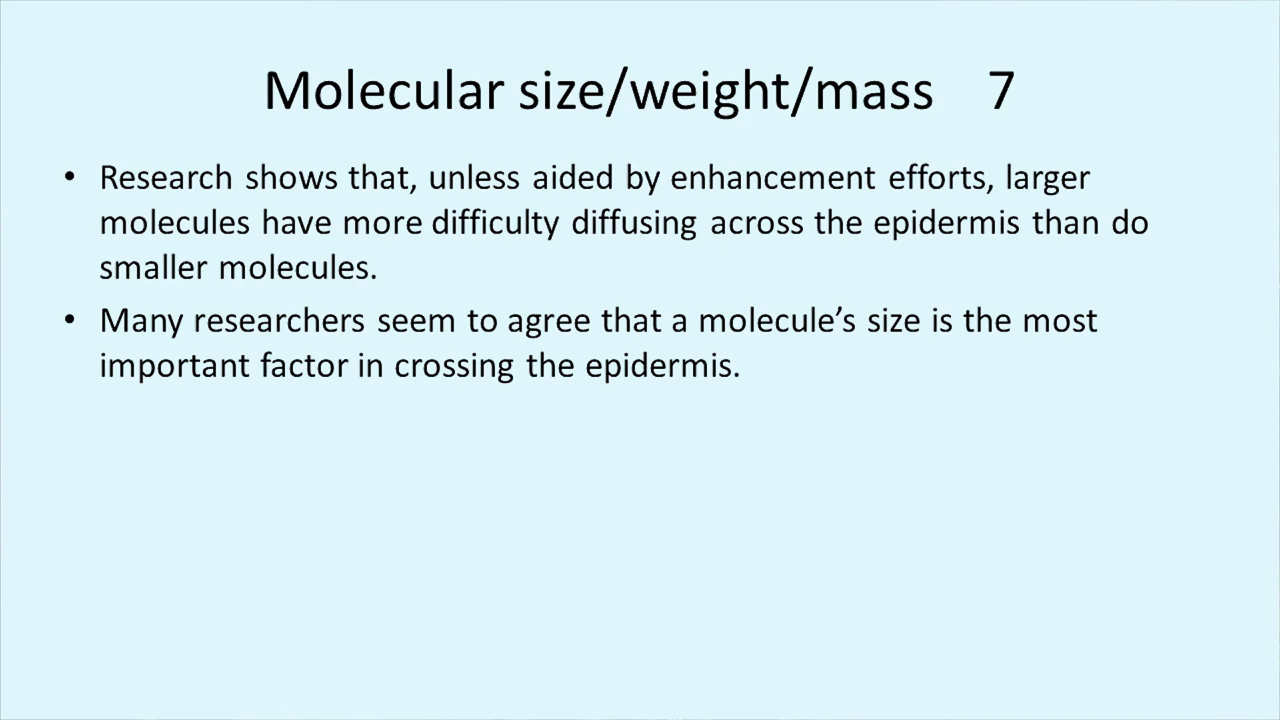 Molecular size/weight/mass 7
• Research shows that, unless aided by enhancement efforts, larger
molecules have more difficulty diffusing across the epidermis than do
smaller molecules.
• Many researchers seem to agree that a molecule’s size is the most
important factor in crossing the epidermis.